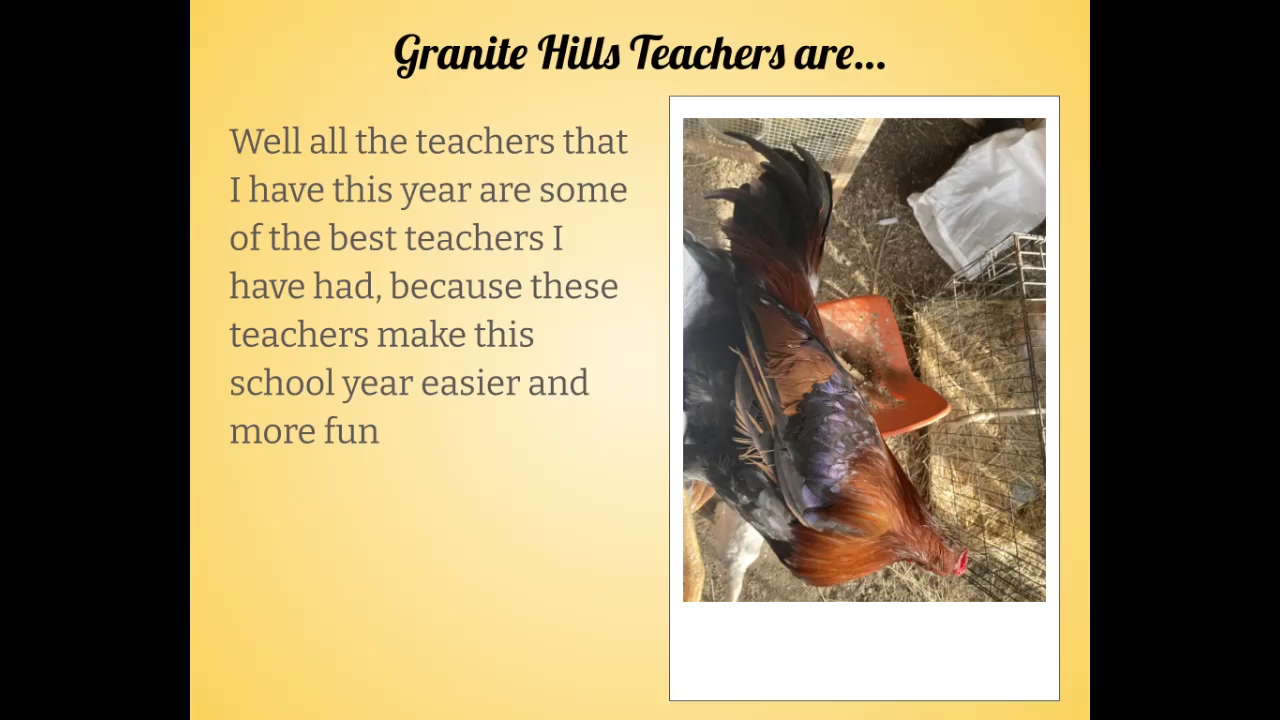 Granite Hills Teachers are...
Well all the teachers that
I have this year are some
of the best teachers I
have had, because these
teachers make this
school year easier and
more fun